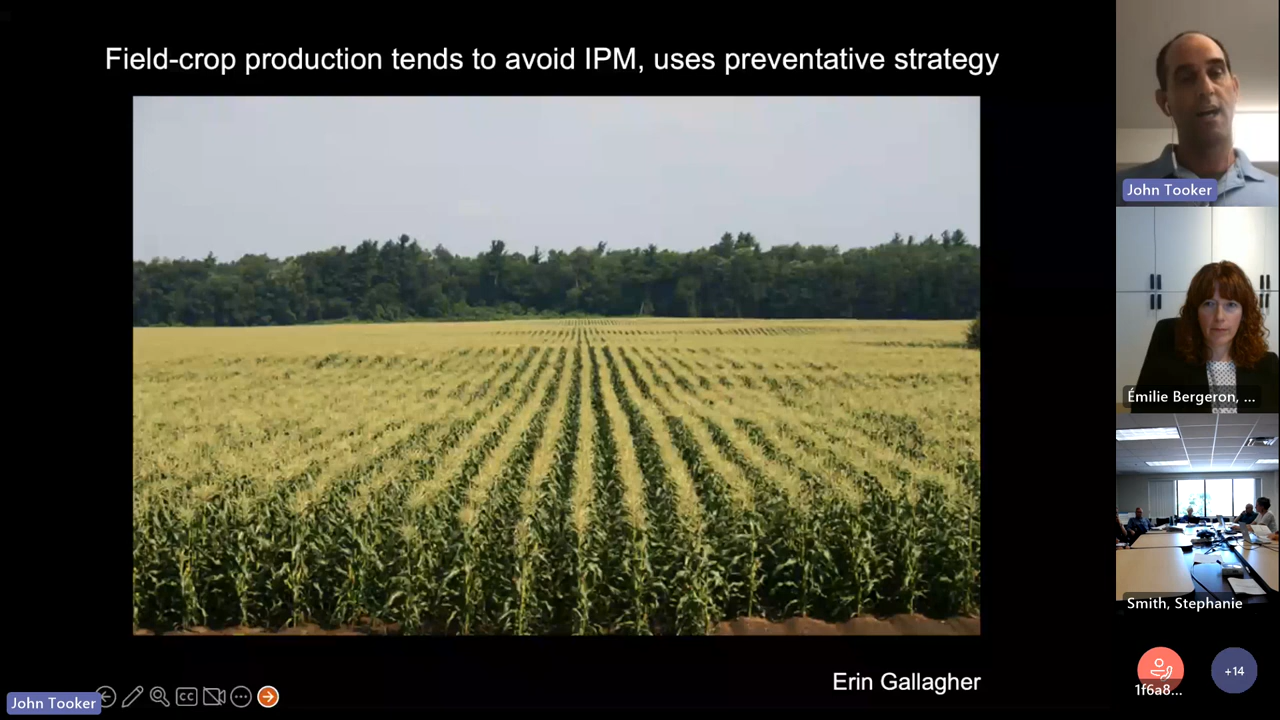 Field-crop production tends to avoid IPM, uses preventative strategy
Erin Gallagher
John Tooker
CC
John Tooker
Émilie Bergeron, ...
Smith, Stephanie
1f6a8...
+14